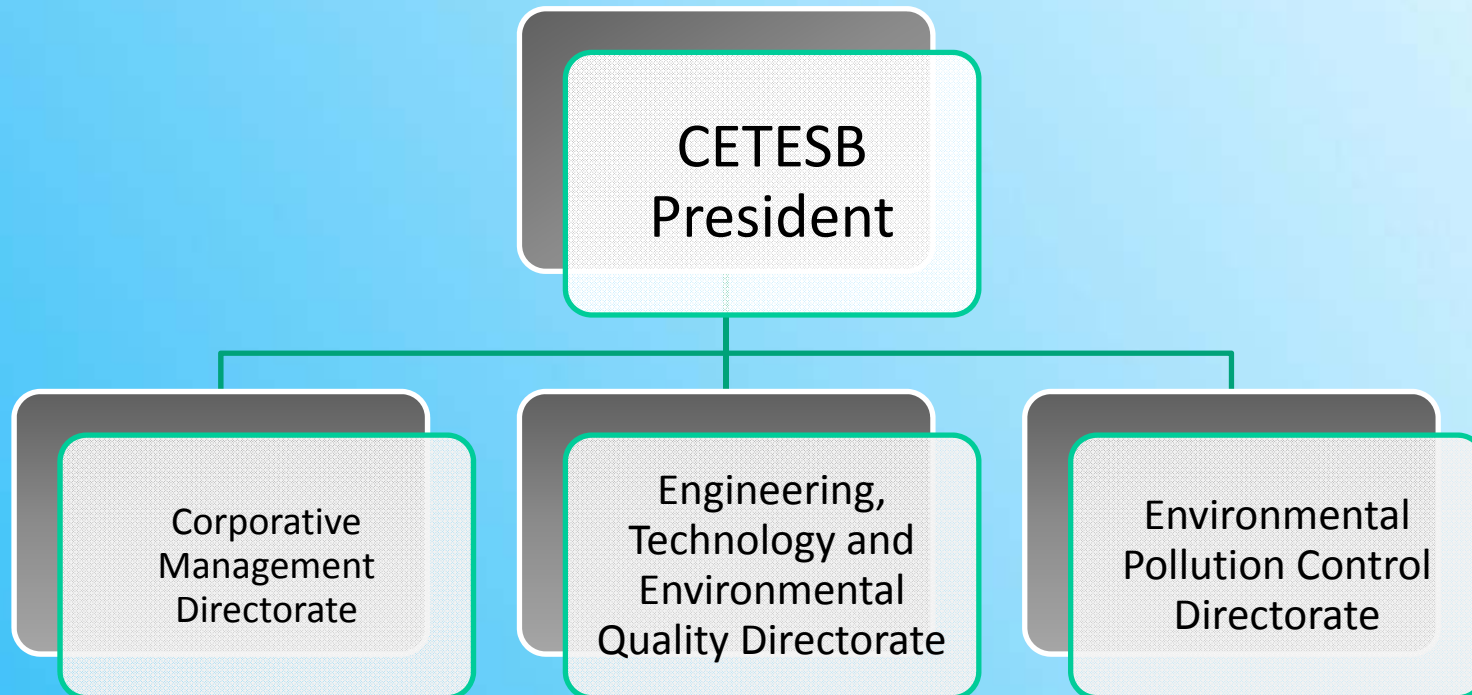 CETESB
President
Corporative
Management
Directorate
Engineering,
Technology and
Environmental
Quality Directorate
Environmental
Pollution Control
Directorate